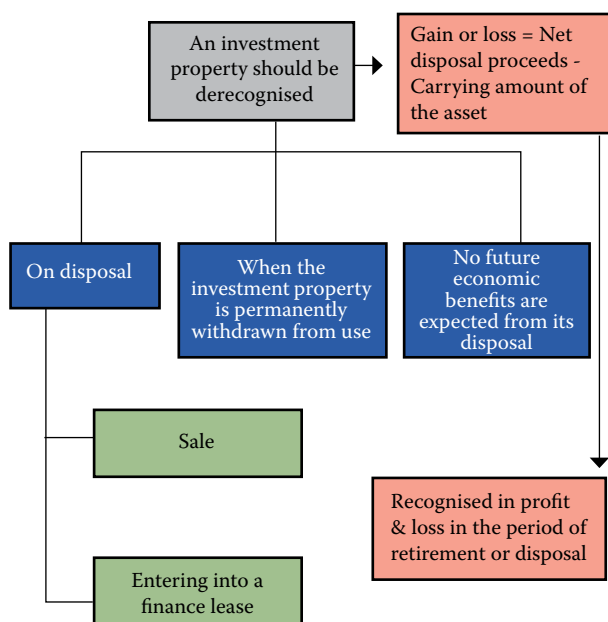 An investment
property should be
derecognised
Gain or loss = Net
disposal proceeds -
Carrying amount of
the asset
On disposal
When the
investment property
is permanently
withdrawn from use
No future
economic
benefits are
expected from its
disposal
Sale
Recognised in profit
& loss in the period of
retirement or disposal
Entering into a
finance lease